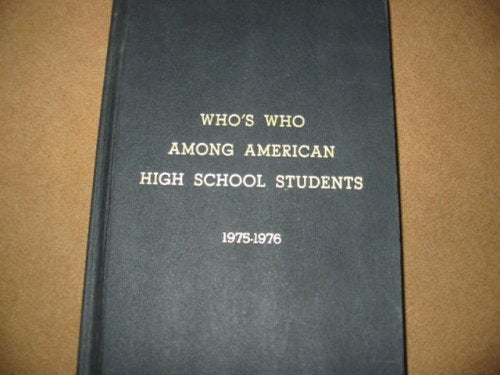 WHO'S WHO
AMONG AMERICAN
HIGH SCHOOL STUDENTS
1975-1976